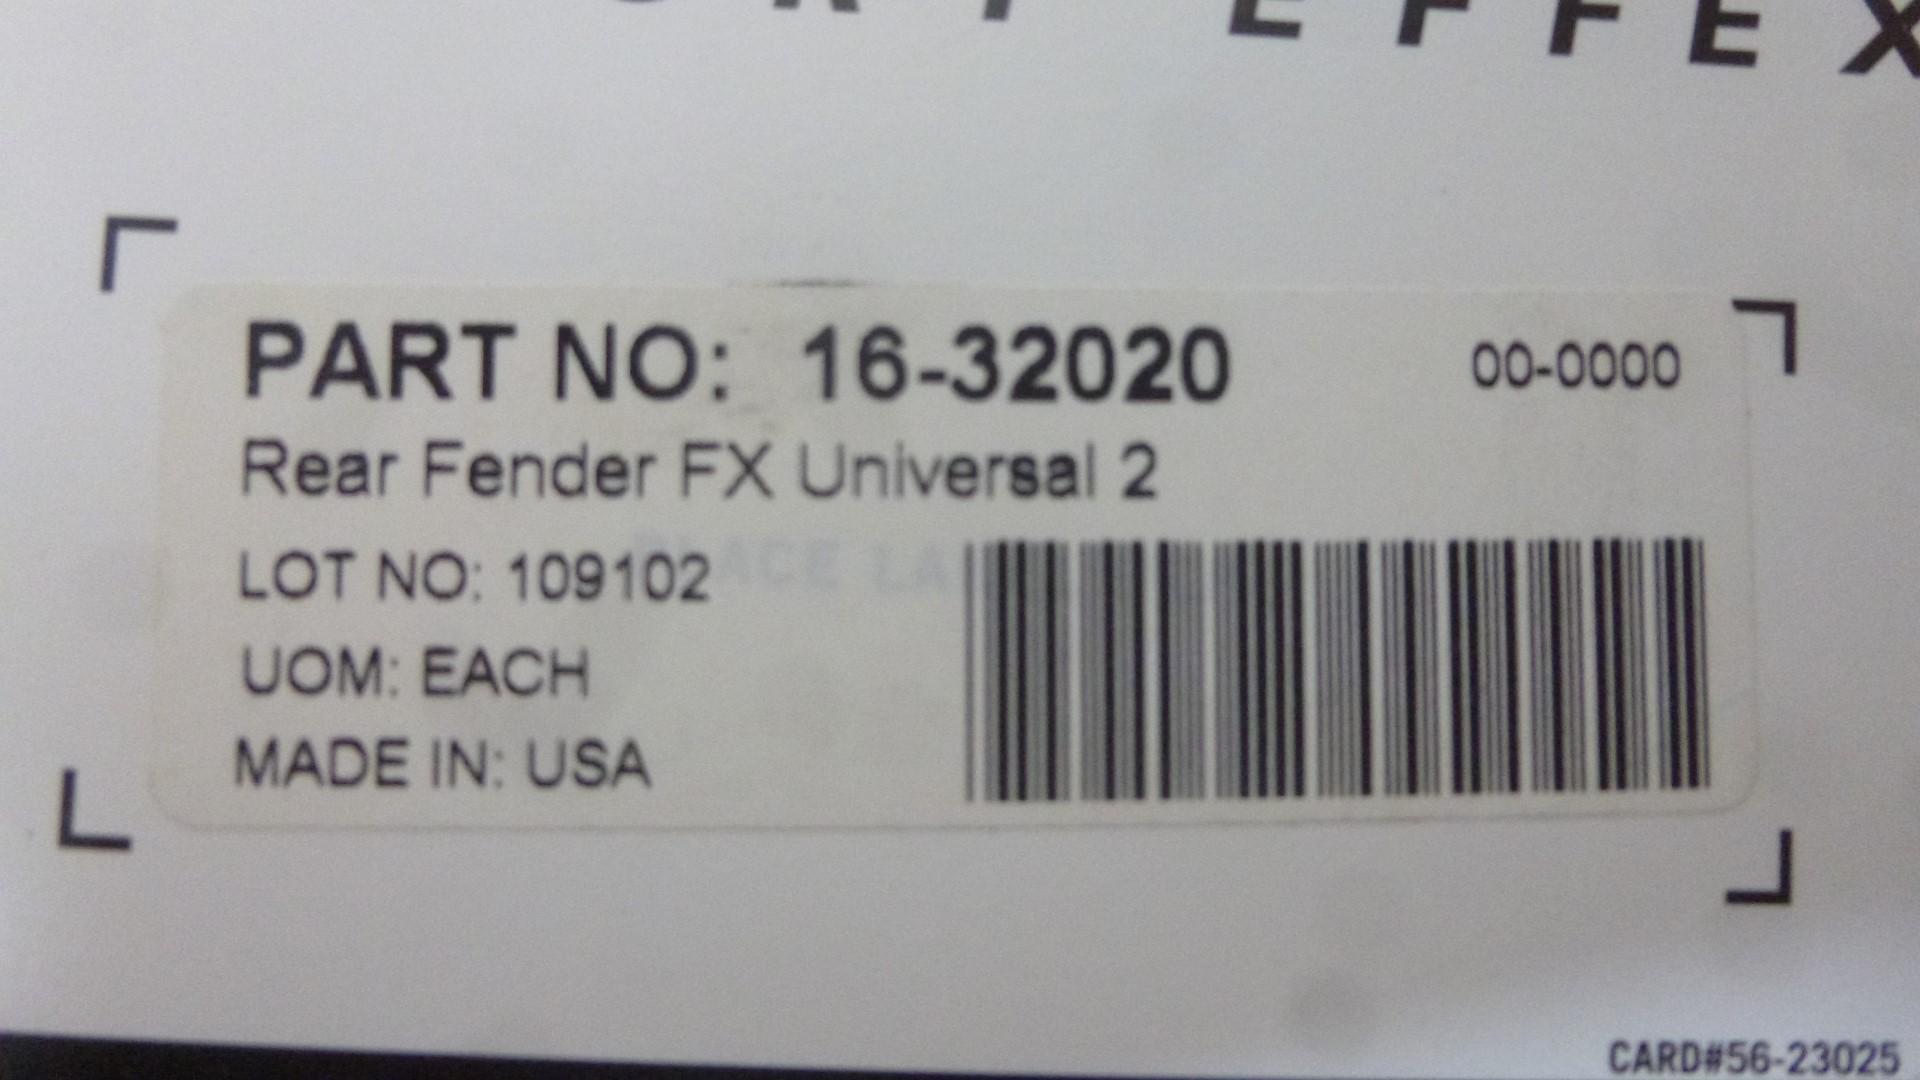 EFFEX
PART NO: 16-32020 00-0000
Rear Fender FX Universal 2
LOT NO: 109102
UOM: EACH
MADE IN: USA
CARD#56-23025